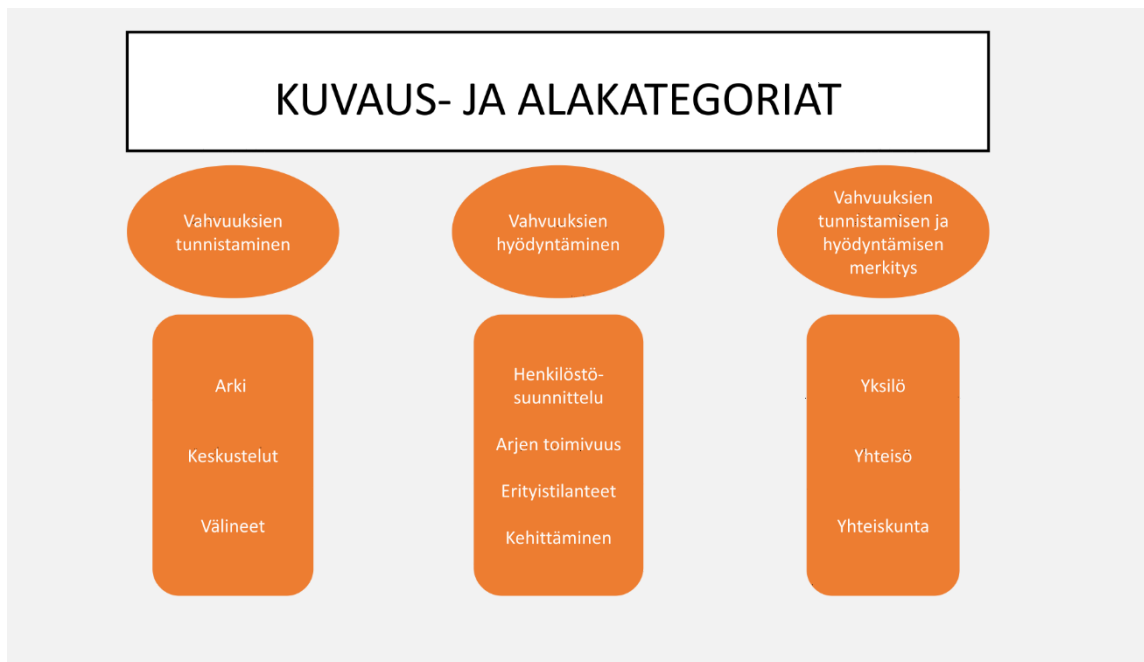 KUVAUS- JA ALAKATEGORIAT
Vahvuuksien
tunnistaminen
Vahvuuksien
hyödyntäminen
Vahvuuksien
tunnistamisen ja
hyödyntämisen
merkitys
Arki
Keskustelut
Välineet
Henkilöstö-
suunnittelu
Arjen toimivuus
Erityistilanteet
Kehittäminen
Yksilö
Yhteisö
Yhteiskunta